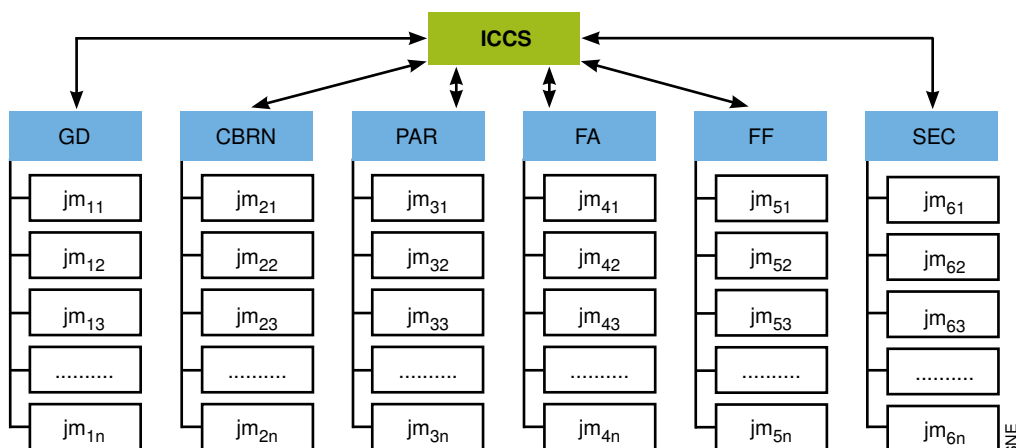 ICCS
GD CBRN PAR FA FF SEC
jm₁₁ jm₂₁ jm₃₁ jm₄₁ jm₅₁ jm₆₁
jm₁₂ jm₂₂ jm₃₂ jm₄₂ jm₅₂ jm₆₂
jm₁₃ jm₂₃ jm₃₃ jm₄₃ jm₅₃ jm₆₃
.......... .......... .......... .......... .......... ..........
jm₁ₙ jm₂ₙ jm₃ₙ jm₄ₙ jm₅ₙ jm₆ₙ